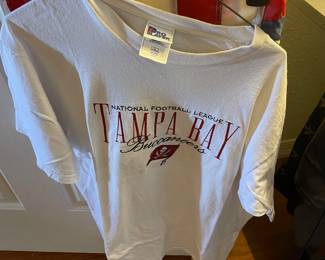 NATIONAL FOOTBALL LEAGUE
TAMPA BAY
Buccaneers